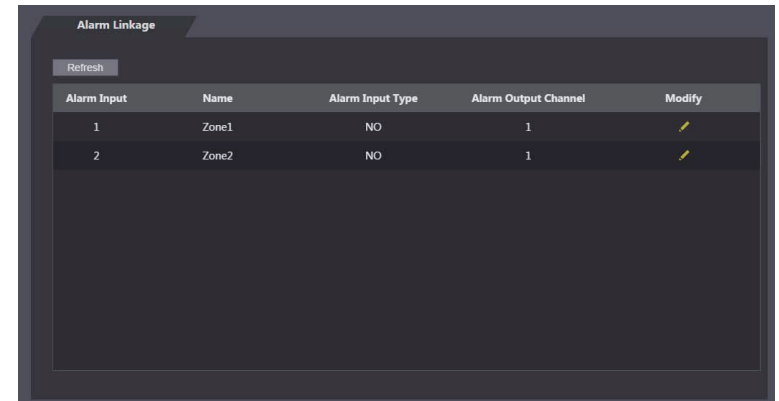 Alarm Linkage
Refresh
Alarm Input Name Alarm Input Type Alarm Output Channel Modify
1 Zone1 NO 1
2 Zone2 NO 1